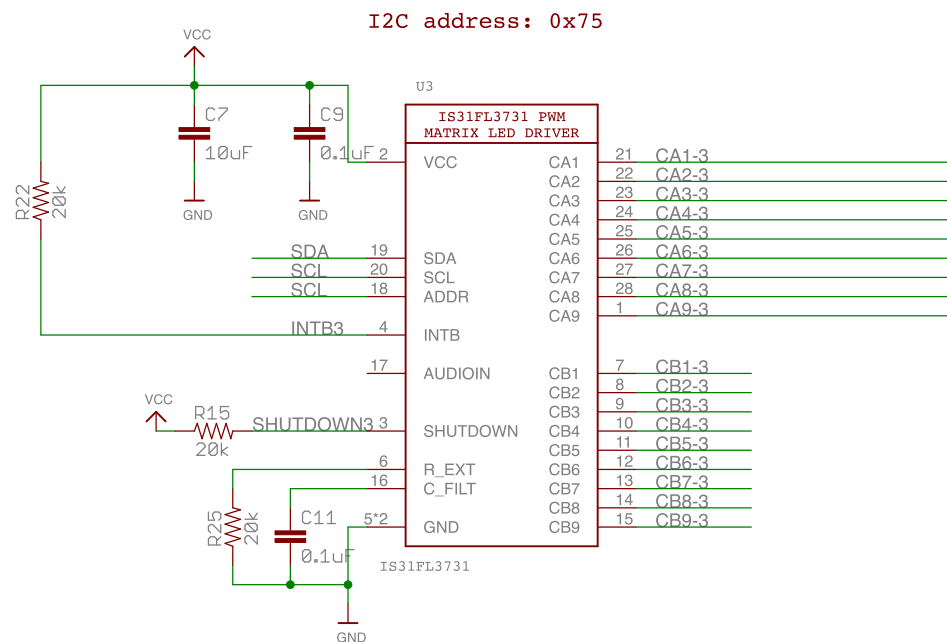 I2C address: 0x75
VCC
U3
C7
10uF
GND
C9
0.1uF
GND
R22
20k
IS31FL3731 PWM
MATRIX LED DRIVER
2 VCC
SDA 19 SDA
SCL 20 SCL
SCL 18 ADDR
INTB3 4 INTB
17 AUDIOIN
VCC
R15
20k
SHUTDOWN3 3 SHUTDOWN
6 R_EXT
16 C_FILT
5*2 GND
R25
20k
C11
0.1uF
GND
CA1 21 CA1-3
CA2 22 CA2-3
CA3 23 CA3-3
CA4 24 CA4-3
CA5 25 CA5-3
CA6 26 CA6-3
CA7 27 CA7-3
CA8 28 CA8-3
CA9 1 CA9-3
CB1 7 CB1-3
CB2 8 CB2-3
CB3 9 CB3-3
CB4 10 CB4-3
CB5 11 CB5-3
CB6 12 CB6-3
CB7 13 CB7-3
CB8 14 CB8-3
CB9 15 CB9-3
IS31FL3731